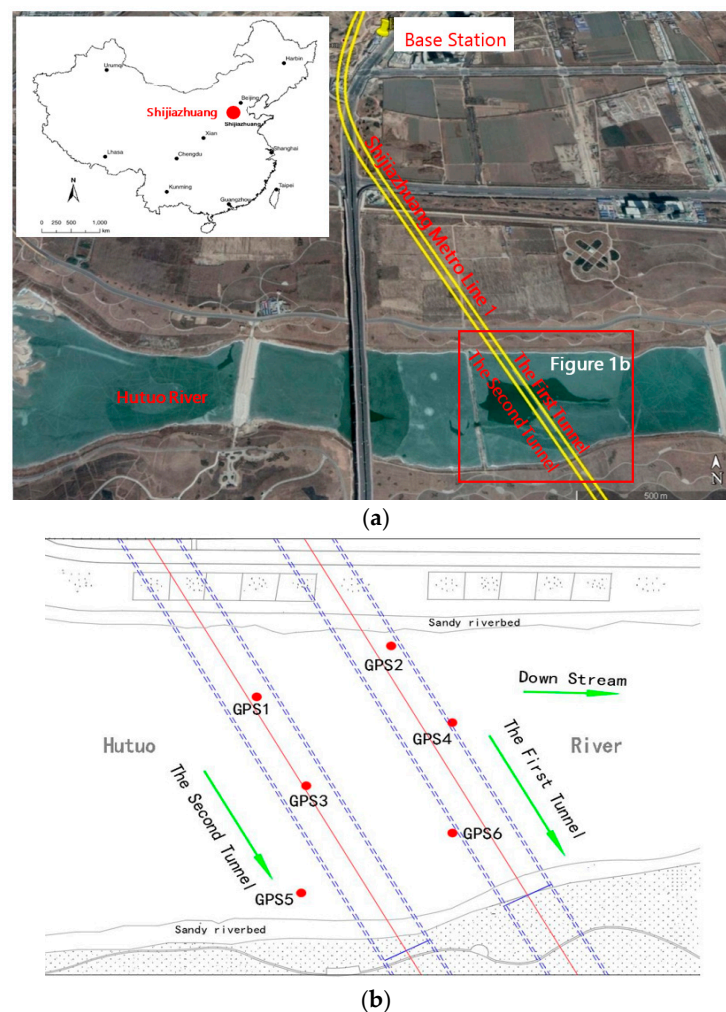 Base Station
Urumqi
Harbin
Beijing
Shijiazhuang
Shijiazhuang
Xian
Lhasa
Chengdu
Shanghai
Kunming
Guangzhou
Taipei
N
0 250 500 1,000
km
Shijiazhuang Metro Line 1
Figure 1b
The First Tunnel
The Second Tunnel
Hutuo River
N
500 m
(a)
Sandy riverbed
GPS2
Down Stream
GPS1
GPS4
Hutuo
River
The First Tunnel
GPS3
The Second Tunnel
GPS6
GPS5
Sandy riverbed
(b)